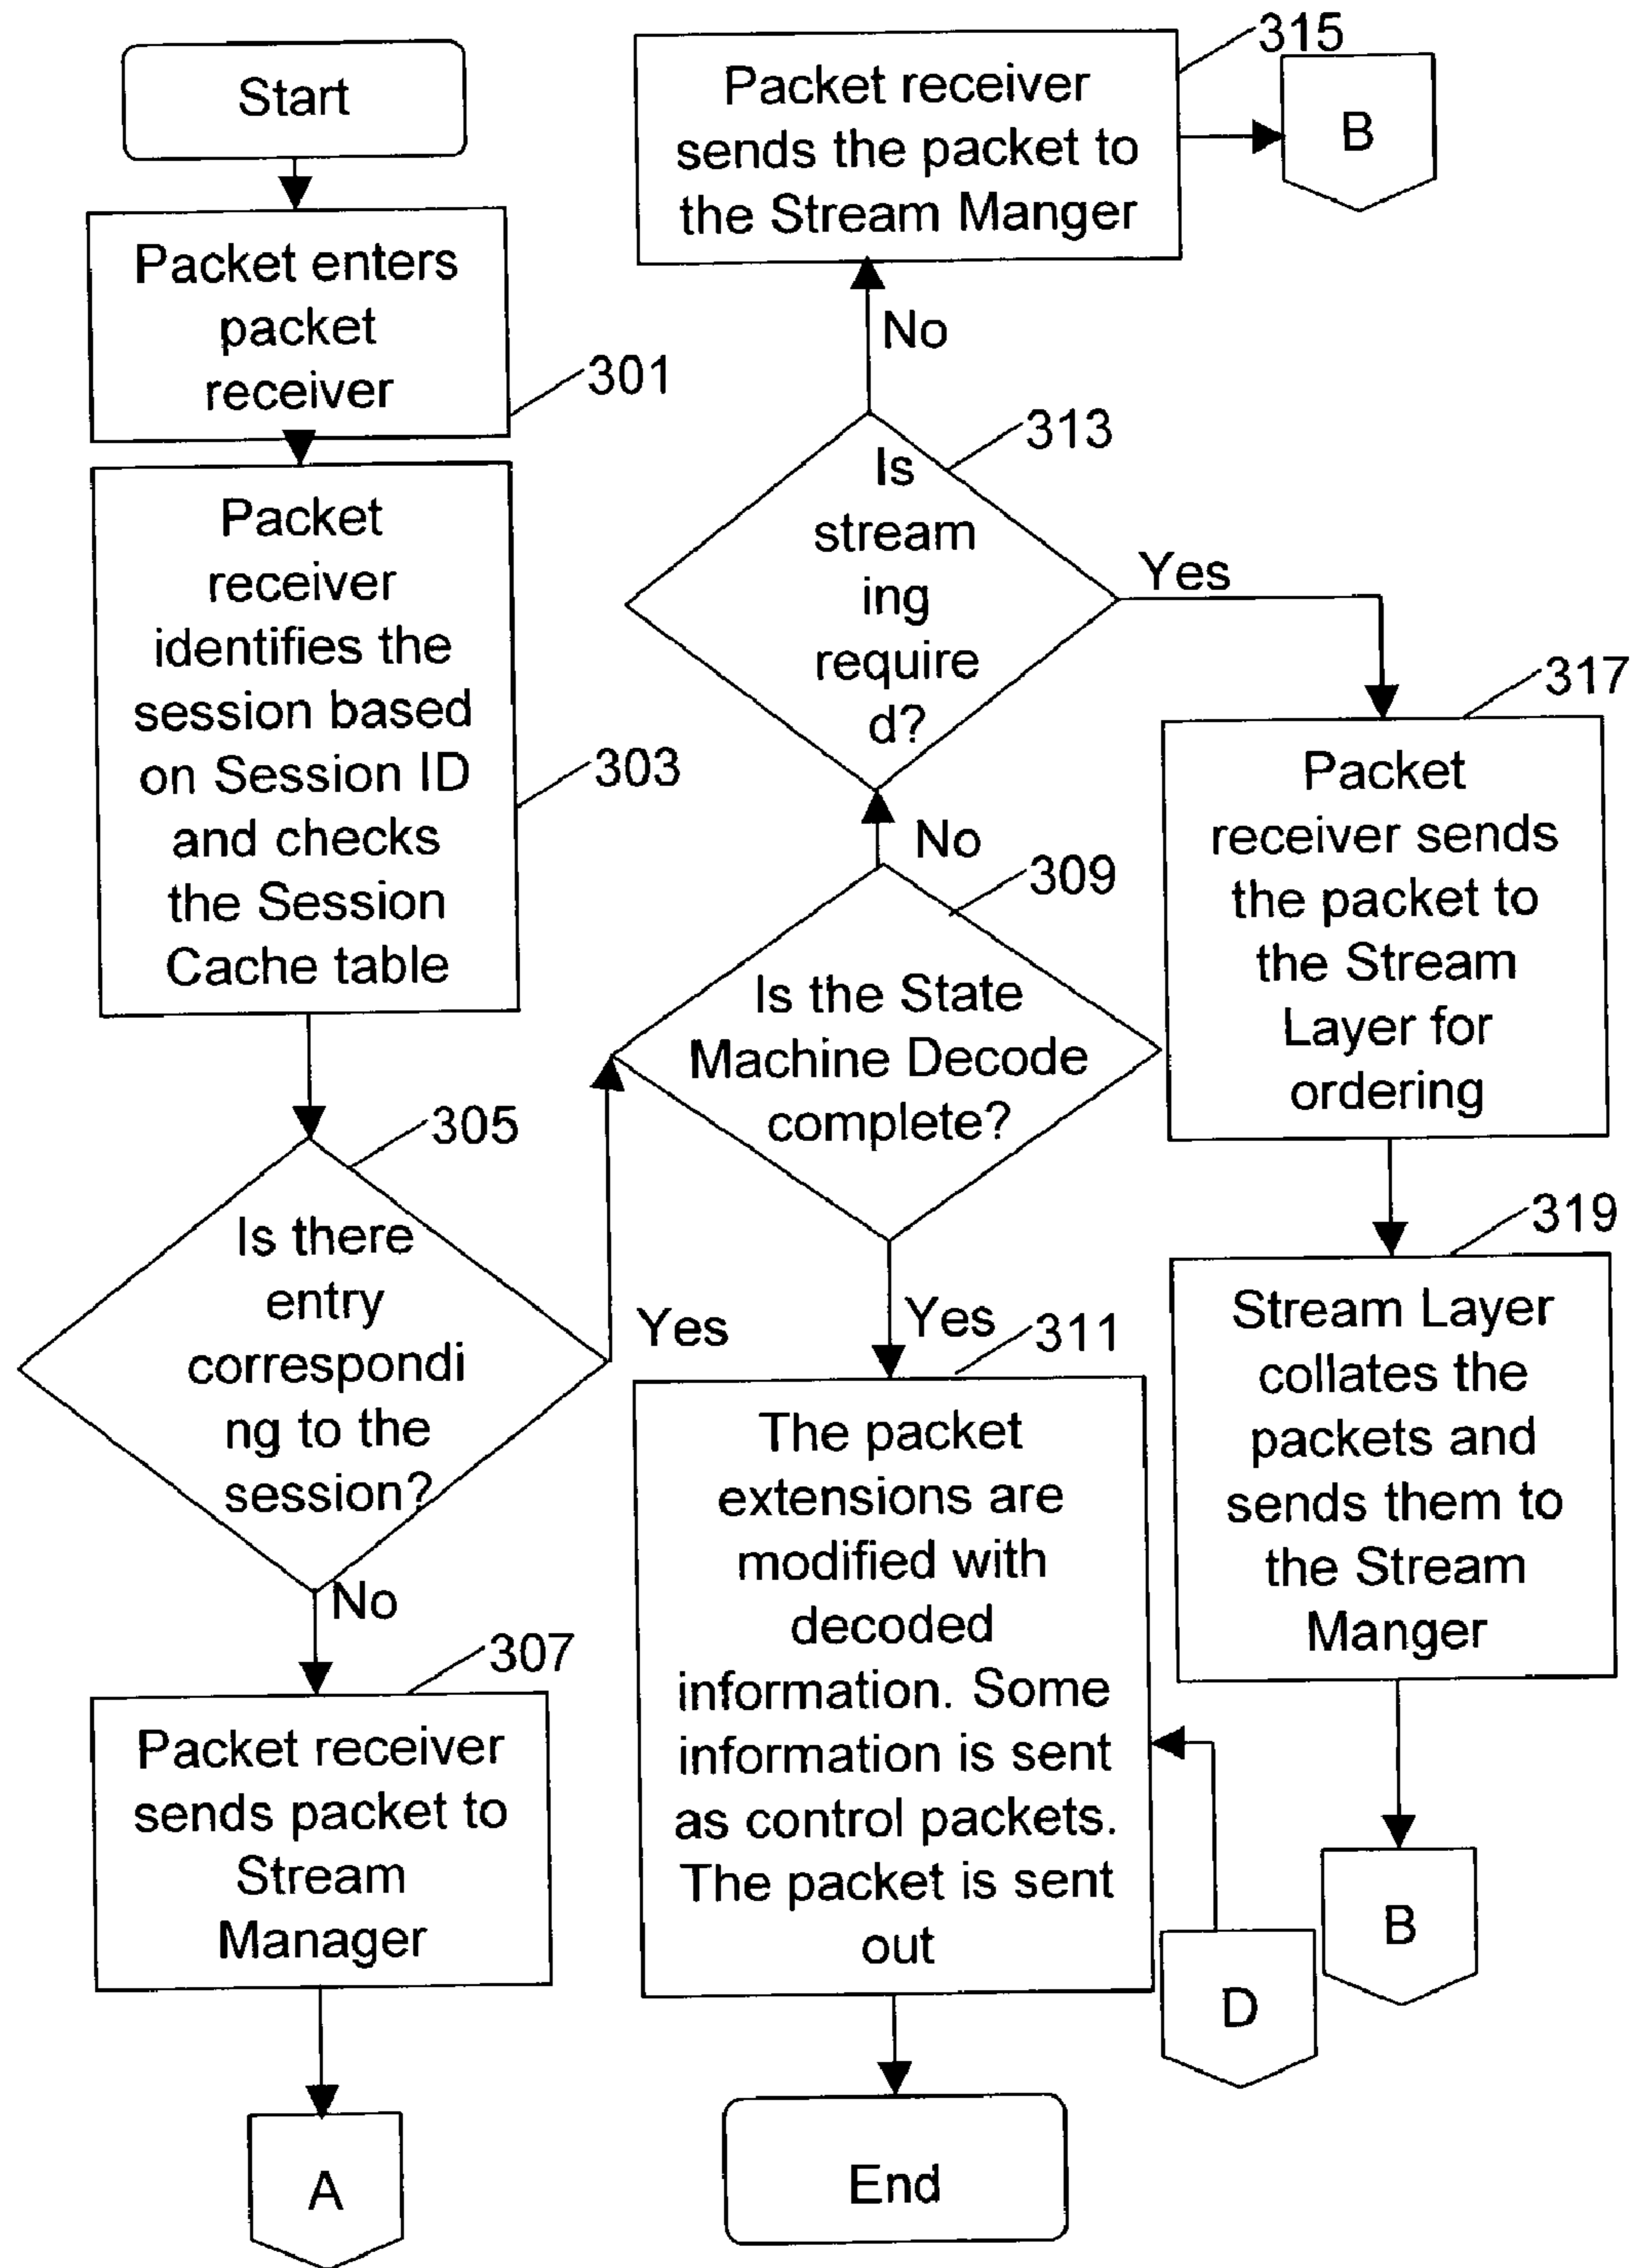 Start
Packet enters
packet
receiver
301
Packet
receiver
identifies the
session based
on Session ID
and checks
the Session
Cache table
303
305
Is there
entry
correspondi
ng to the
session?
Yes
No
307
Packet receiver
sends packet to
Stream
Manager
A
315
Packet receiver
sends the packet to
the Stream Manger
B
No
313
Is
stream
ing
require
d?
Yes
No
309
Is the State
Machine Decode
complete?
Yes
311
The packet
extensions are
modified with
decoded
information. Some
information is sent
as control packets.
The packet is sent
out
D
End
317
Packet
receiver sends
the packet to
the Stream
Layer for
ordering
319
Stream Layer
collates the
packets and
sends them to
the Stream
Manger
B